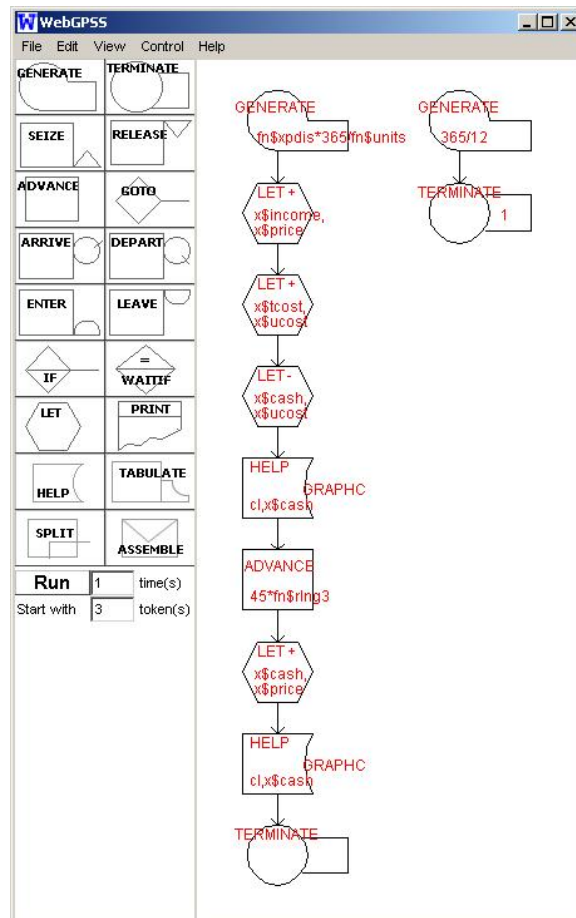 WebGPSS
File Edit View Control Help
GENERATE TERMINATE
SEIZE RELEASE
ADVANCE GOTO
ARRIVE DEPART
ENTER LEAVE
IF = WAITIF
LET PRINT
HELP TABULATE
SPLIT ASSEMBLE
Run 1 time(s)
Start with 3 token(s)
GENERATE
fn$xpdis*365/fn$units
LET +
x$income,
x$price
LET +
x$tcost,
x$ucost
LET -
x$cash,
x$ucost
HELP
GRAPHC
cl,x$cash
ADVANCE
45*fn$rlng3
LET +
x$cash,
x$price
HELP
GRAPHC
cl,x$cash
TERMINATE
GENERATE
365/12
TERMINATE
1